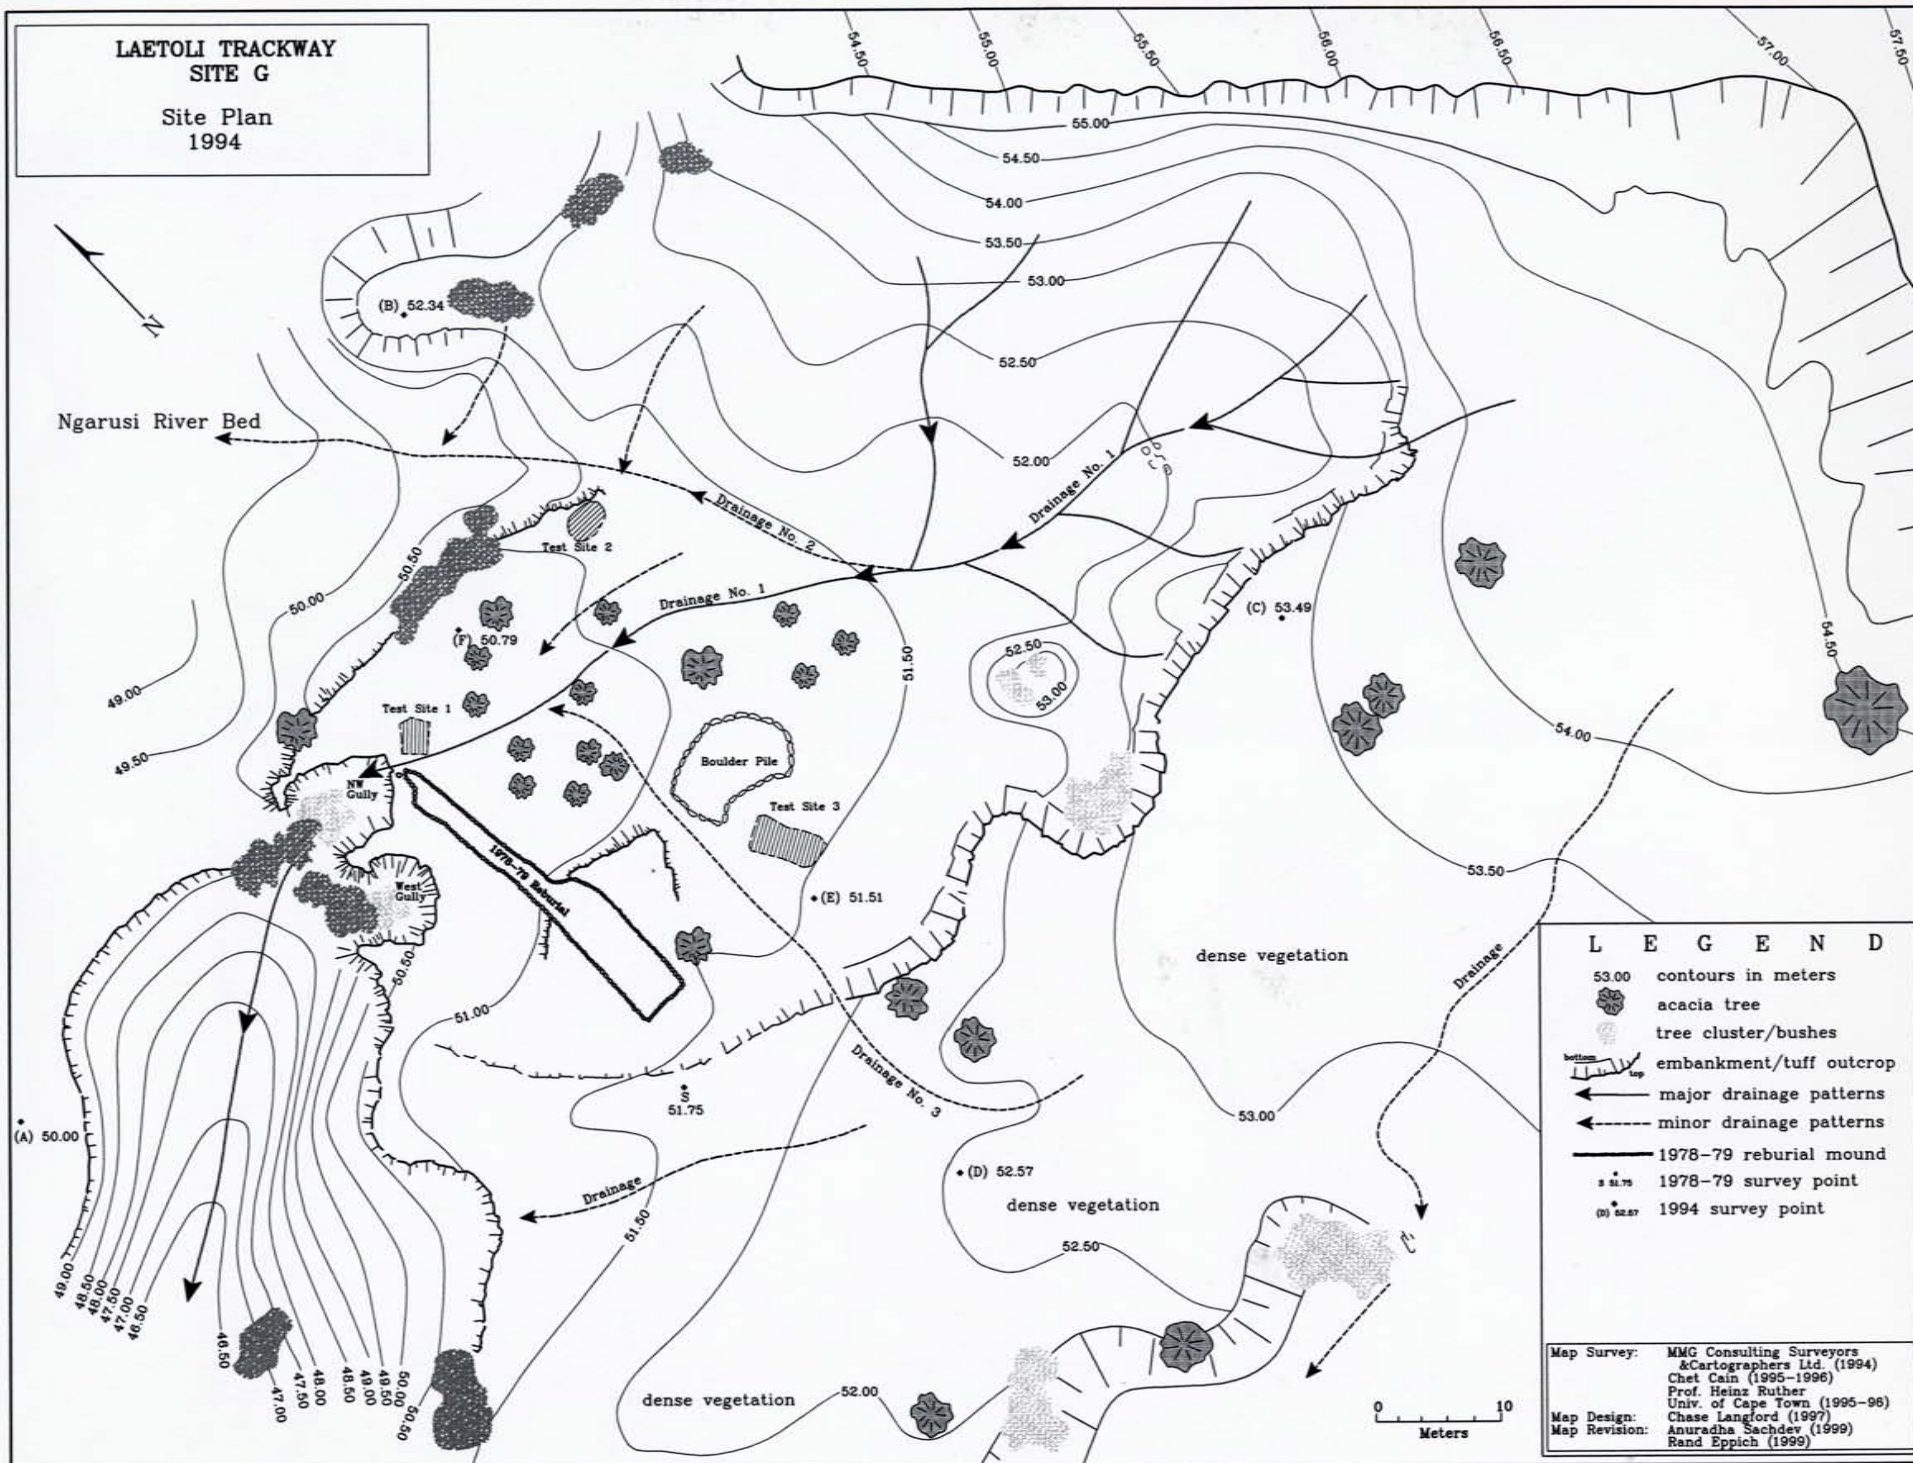 LAETOLI TRACKWAY
SITE G
Site Plan
1994
54.50
55.00
55.50
56.00
56.50
57.00
57.50
55.00
54.50
54.00
53.50
53.00
52.50
52.00
N
(B) 52.34
Ngarusi River Bed
Drainage No. 1
Drainage No. 2
Test Site 2
50.50
50.00
Drainage No. 1
(F) 50.79
(C) 53.49
52.50
53.00
51.50
54.50
49.00
49.50
54.00
Test Site 1
Boulder Pile
NW
Gully
Test Site 3
1978-79 Reburial
West
Gully
53.50
(E) 51.51
50.50
51.00
dense vegetation
Drainage
Drainage No. 3
S
51.75
(A) 50.00
53.00
(D) 52.57
Drainage
51.50
dense vegetation
52.50
49.00
48.50
48.00
47.50
47.00
46.50
46.50
47.00
47.50
48.00
48.50
49.00
49.50
50.00
50.50
dense vegetation
52.00
0 10
Meters
LEGEND
53.00 contours in meters
acacia tree
tree cluster/bushes
bottom top embankment/tuff outcrop
major drainage patterns
minor drainage patterns
1978-79 reburial mound
S 51.75 1978-79 survey point
(D) 52.57 1994 survey point
Map Survey: MMG Consulting Surveyors
&Cartographers Ltd. (1994)
Chet Cain (1995-1996)
Prof. Heinz Ruther
Univ. of Cape Town (1995-96)
Map Design: Chase Langford (1997)
Map Revision: Anuradha Sachdev (1999)
Rand Eppich (1999)